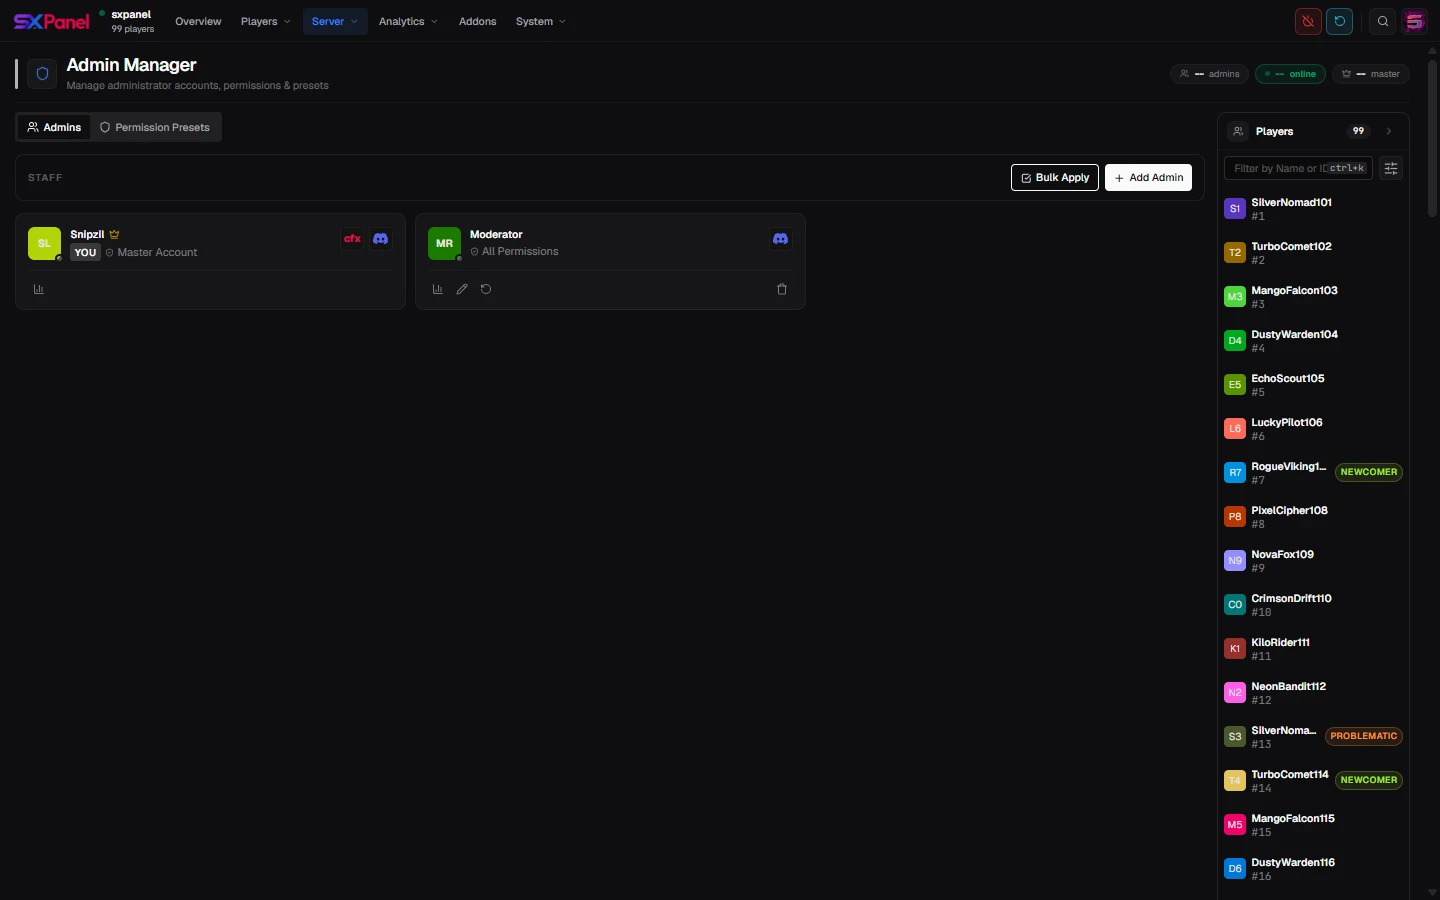 SXPanel
sxpanel
99 players
Overview
Players
Server
Analytics
Addons
System
Admin Manager
Manage administrator accounts, permissions & presets
-- admins
-- online
-- master
Admins
Permission Presets
STAFF
Bulk Apply
+ Add Admin
SL
Snipzil
YOU
Master Account
cfx
MR
Moderator
All Permissions
Players
99
Filter by Name or ID
ctrl+k
S1
SilverNomad101
#1
T2
TurboComet102
#2
M3
MangoFalcon103
#3
D4
DustyWarden104
#4
E5
EchoScout105
#5
L6
LuckyPilot106
#6
R7
RogueViking1...
#7
NEWCOMER
P8
PixelCipher108
#8
N9
NovaFox109
#9
C0
CrimsonDrift110
#10
K1
KiloRider111
#11
N2
NeonBandit112
#12
S3
SilverNoma...
#13
PROBLEMATIC
T4
TurboComet114
#14
NEWCOMER
M5
MangoFalcon115
#15
D6
DustyWarden116
#16